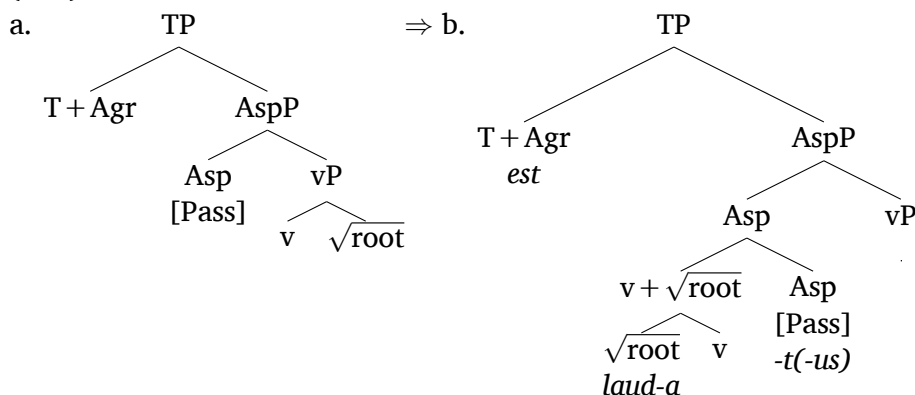 a. TP ⇒ b. TP
T + Agr AspP T + Agr AspP
est
Asp vP Asp vP
[Pass]
v √root
v + √root Asp
[Pass]
√root v -t(-us)
laud-a